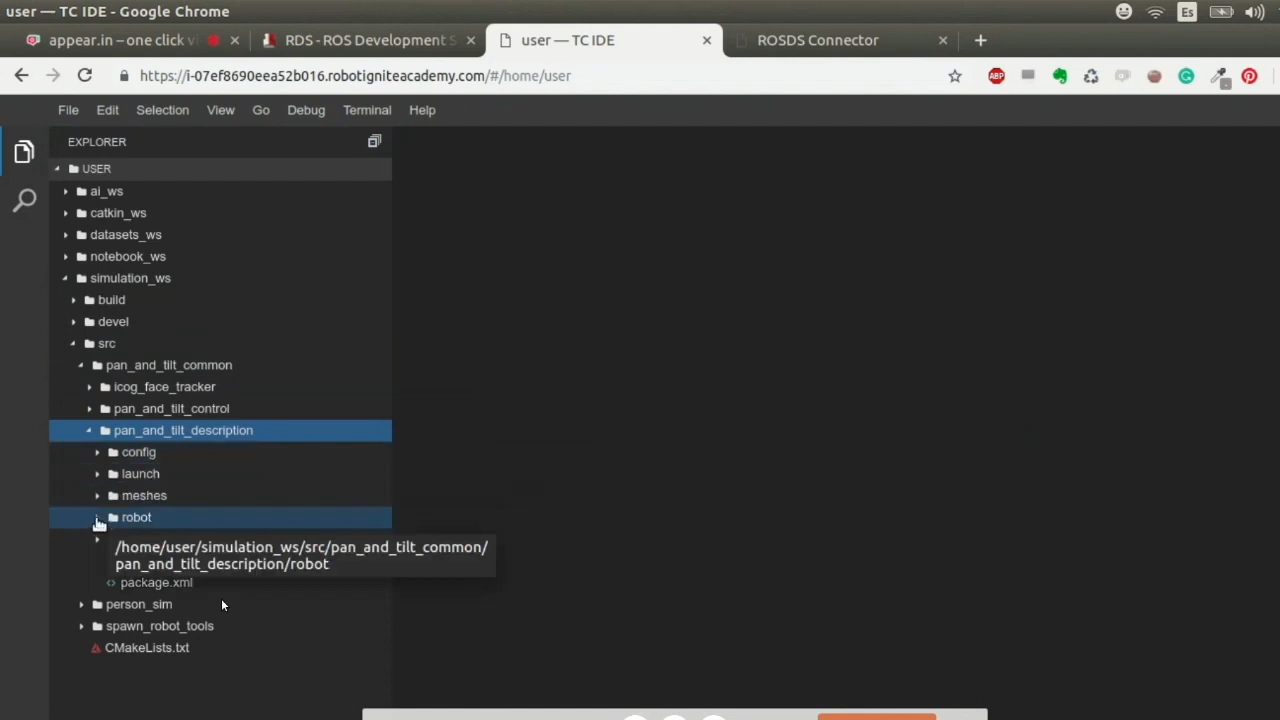 user — TC IDE - Google Chrome
Es
appear.in – one click vi
RDS - ROS Development S
user — TC IDE
ROSDS Connector
https://i-07ef8690eea52b016.robotigniteacademy.com/#/home/user
ABP
File Edit Selection View Go Debug Terminal Help
EXPLORER
USER
ai_ws
catkin_ws
datasets_ws
notebook_ws
simulation_ws
build
devel
src
pan_and_tilt_common
icog_face_tracker
pan_and_tilt_control
pan_and_tilt_description
config
launch
meshes
robot
/home/user/simulation_ws/src/pan_and_tilt_common/
pan_and_tilt_description/robot
package.xml
person_sim
spawn_robot_tools
CMakeLists.txt